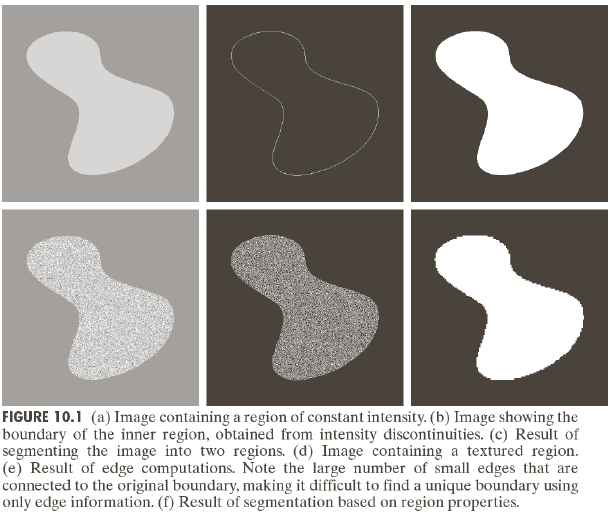 FIGURE 10.1 (a) Image containing a region of constant intensity. (b) Image showing the
boundary of the inner region, obtained from intensity discontinuities. (c) Result of
segmenting the image into two regions. (d) Image containing a textured region.
(e) Result of edge computations. Note the large number of small edges that are
connected to the original boundary, making it difficult to find a unique boundary using
only edge information. (f) Result of segmentation based on region properties.